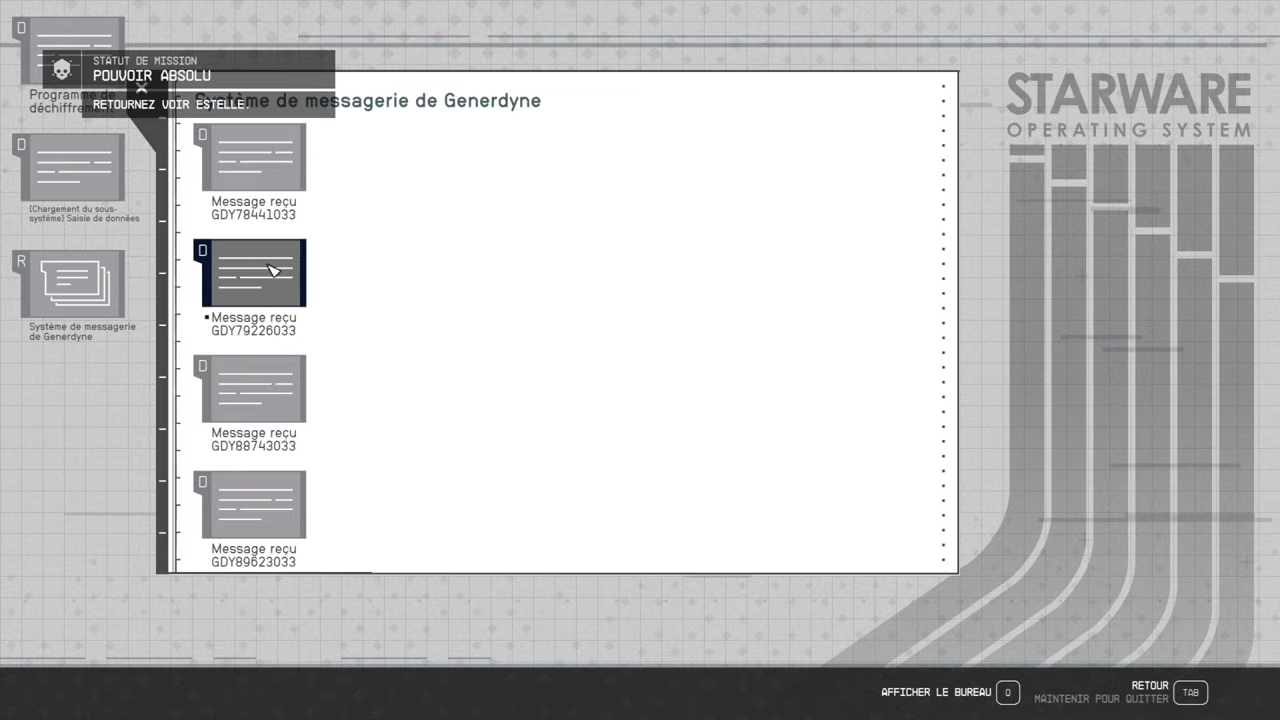 D
STATUT DE MISSION
POUVOIR ABSOLU
RETOURNEZ VOIR ESTELLE.
Programme de
déchiffrement
D
[Chargement du sous-
système] Saisie de données
R
Système de messagerie
de Generdyne
Système de messagerie de Generdyne
D
Message reçu
GDY78441033
D
Message reçu
GDY79226033
D
Message reçu
GDY88743033
D
Message reçu
GDY89623033
STARWARE
OPERATING SYSTEM
AFFICHER LE BUREAU Q
RETOUR
MAINTENIR POUR QUITTER TAB